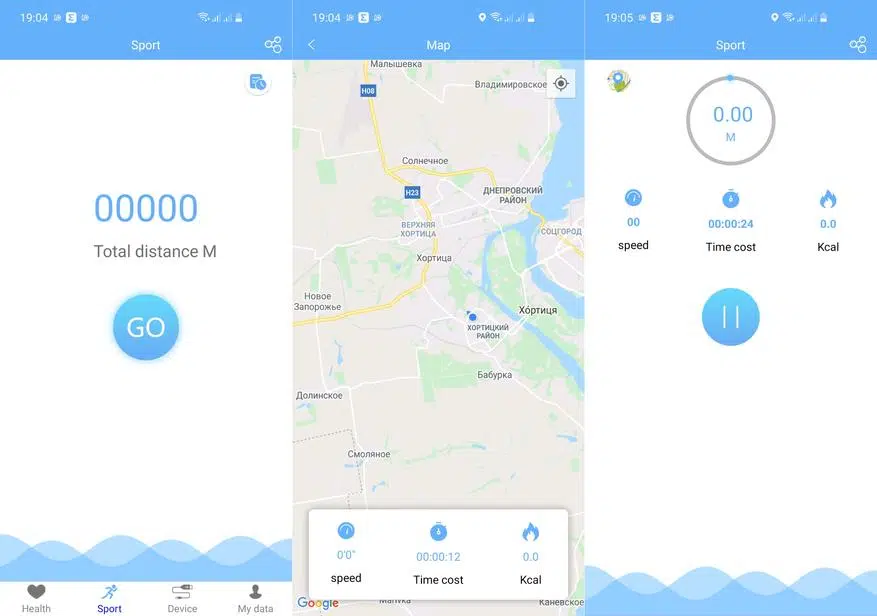 19:04
Sport
00000
Total distance M
GO
Health
Sport
Device
My data
19:04
Map
Малышевка
Владимировское
H08
Солнечное
H23
ДНЕПРОВСКИЙ
РАЙОН
ВЕРХНЯЯ
ХОРТИЦА
СОЦГОРОД
Хортица
Новое
Запорожье
Хо́ртиця
ХОРТИЦКИЙ
РАЙОН
Бабурка
Долинское
Смоляное
0'0"
00:00:12
0.0
speed
Time cost
Kcal
Google
Каневское
19:05
Sport
0.00
M
00
00:00:24
0.0
speed
Time cost
Kcal